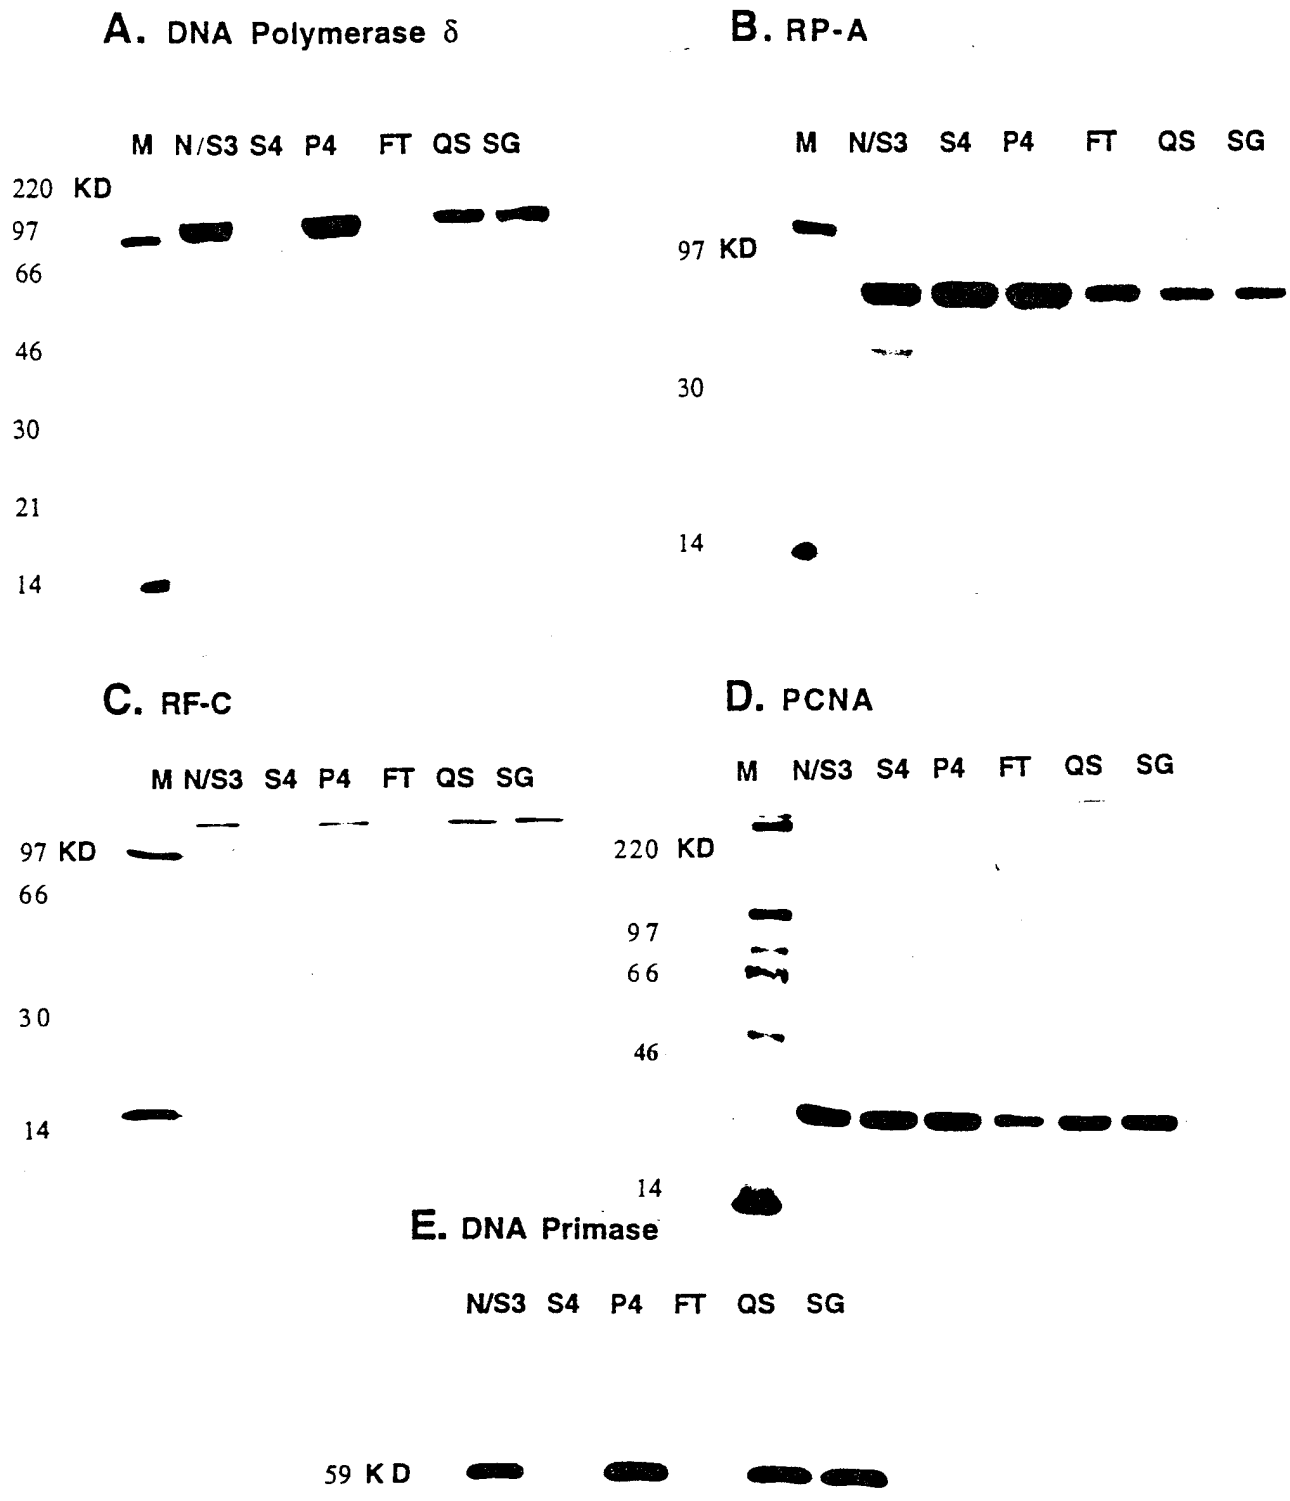 A. DNA Polymerase δ
M N/S3 S4 P4 FT QS SG
220 KD
97
66
46
30
21
14
B. RP-A
M N/S3 S4 P4 FT QS SG
97 KD
30
14
C. RF-C
M N/S3 S4 P4 FT QS SG
97 KD
66
30
14
D. PCNA
M N/S3 S4 P4 FT QS SG
220 KD
97
66
46
14
E. DNA Primase
N/S3 S4 P4 FT QS SG
59 KD